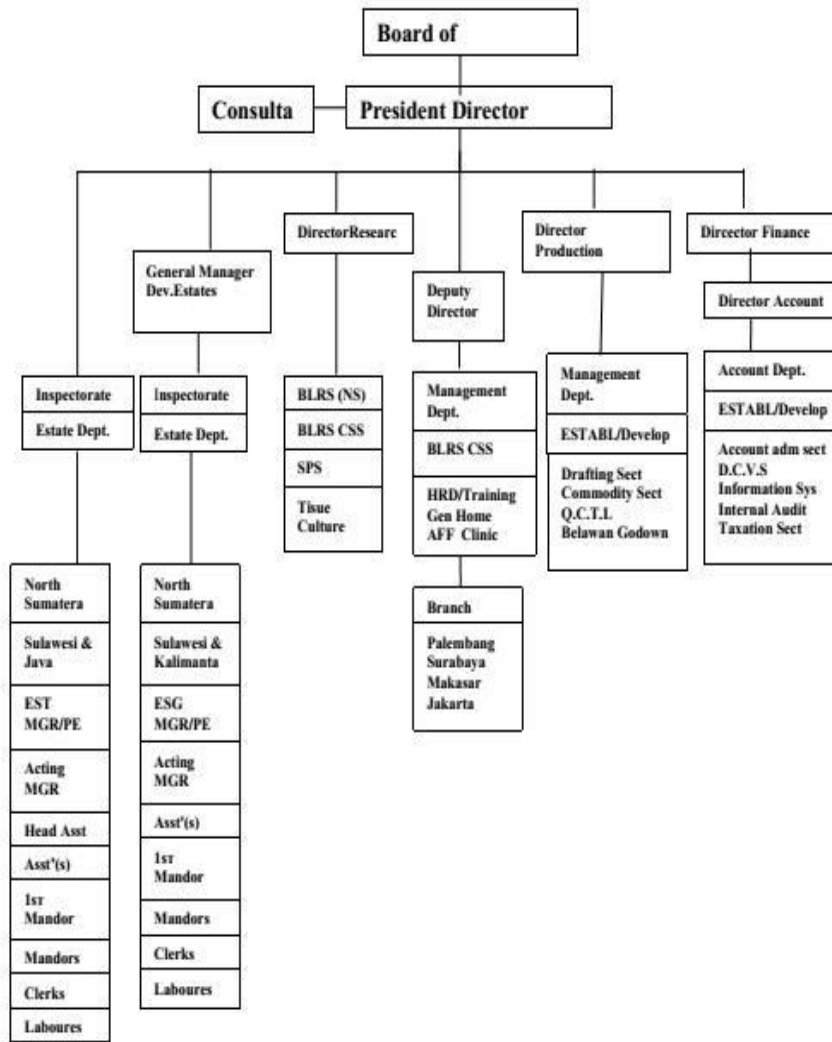 Board of
Consulta
President Director
DirectorResearc
Director
Production
Dircector Finance
General Manager
Dev.Estates
Deputy
Director
Director Account
Inspectorate
Estate Dept.
Inspectorate
Estate Dept.
BLRS (NS)
BLRS CSS
SPS
Tisue
Culture
Management
Dept.
BLRS CSS
HRD/Training
Gen Home
AFF Clinic
Management
Dept.
ESTABL/Develop
Drafting Sect
Commodity Sect
Q.C.T.L
Belawan Godown
Account Dept.
ESTABL/Develop
Account adm sect
D.C.V.S
Information Sys
Internal Audit
Taxation Sect
North
Sumatera
Sulawesi &
Java
EST
MGR/PE
Acting
MGR
Head Asst
Asst'(s)
1ST
Mandor
Mandors
Clerks
Laboures
North
Sumatera
Sulawesi &
Kalimanta
ESG
MGR/PE
Acting
MGR
Asst'(s)
1ST
Mandor
Mandors
Clerks
Laboures
Branch
Palembang
Surabaya
Makasar
Jakarta